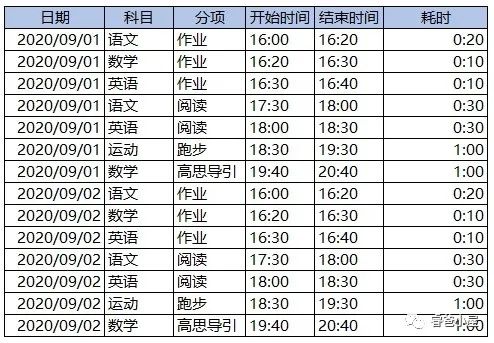 日期 科目 分项 开始时间 结束时间 耗时
2020/09/01 语文 作业 16:00 16:20 0:20
2020/09/01 数学 作业 16:20 16:30 0:10
2020/09/01 英语 作业 16:30 16:40 0:10
2020/09/01 语文 阅读 17:30 18:00 0:30
2020/09/01 英语 阅读 18:00 18:30 0:30
2020/09/01 运动 跑步 18:30 19:30 1:00
2020/09/01 数学 高思导引 19:40 20:40 1:00
2020/09/02 语文 作业 16:00 16:20 0:20
2020/09/02 数学 作业 16:20 16:30 0:10
2020/09/02 英语 作业 16:30 16:40 0:10
2020/09/02 语文 阅读 17:30 18:00 0:30
2020/09/02 英语 阅读 18:00 18:30 0:30
2020/09/02 运动 跑步 18:30 19:30 1:00
2020/09/02 数学 高思导引 19:40 20:40 1:00